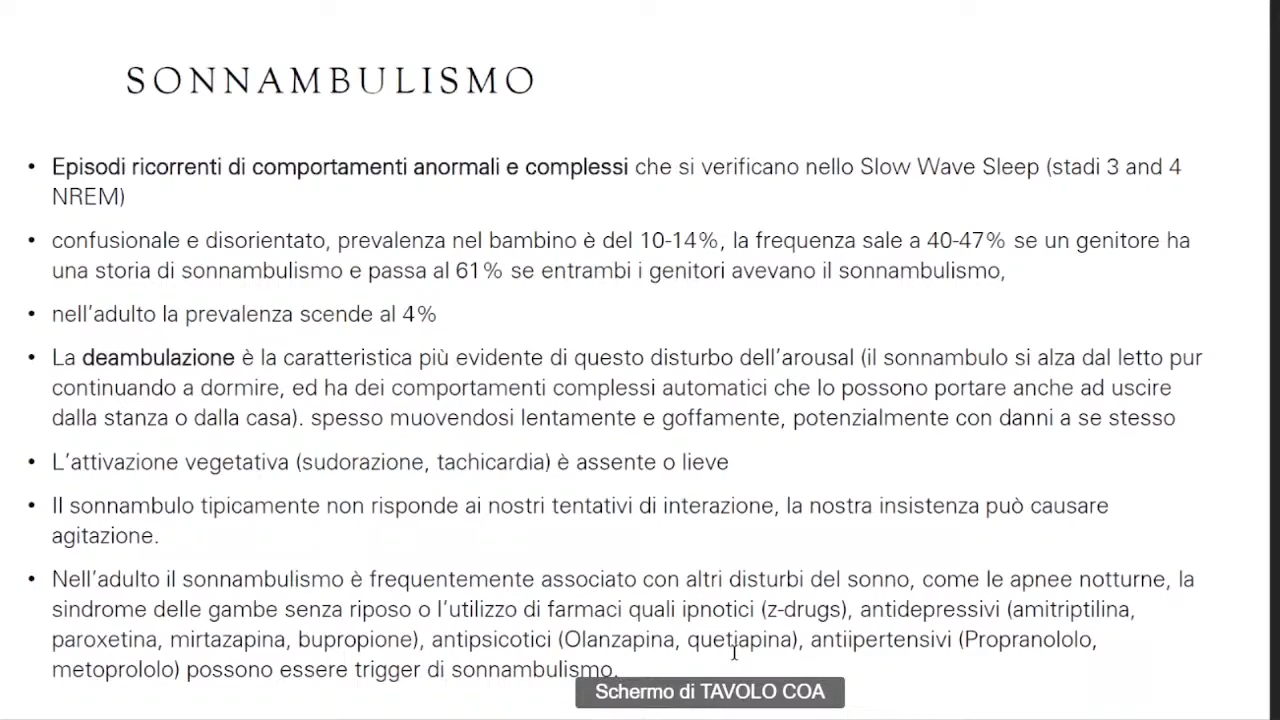 SONNAMBULISMO
• Episodi ricorrenti di comportamenti anormali e complessi che si verificano nello Slow Wave Sleep (stadi 3 and 4
NREM)
• confusionale e disorientato, prevalenza nel bambino è del 10-14%, la frequenza sale a 40-47% se un genitore ha
una storia di sonnambulismo e passa al 61% se entrambi i genitori avevano il sonnambulismo,
• nell'adulto la prevalenza scende al 4%
• La deambulazione è la caratteristica più evidente di questo disturbo dell'arousal (il sonnambulo si alza dal letto pur
continuando a dormire, ed ha dei comportamenti complessi automatici che lo possono portare anche ad uscire
dalla stanza o dalla casa). spesso muovendosi lentamente e goffamente, potenzialmente con danni a se stesso
• L'attivazione vegetativa (sudorazione, tachicardia) è assente o lieve
• Il sonnambulo tipicamente non risponde ai nostri tentativi di interazione, la nostra insistenza può causare
agitazione.
• Nell'adulto il sonnambulismo è frequentemente associato con altri disturbi del sonno, come le apnee notturne, la
sindrome delle gambe senza riposo o l'utilizzo di farmaci quali ipnotici (z-drugs), antidepressivi (amitriptilina,
paroxetina, mirtazapina, bupropione), antipsicotici (Olanzapina, quetiapina), antiipertensivi (Propranololo,
metoprololo) possono essere trigger di sonnambulismo.
Schermo di TAVOLO COA